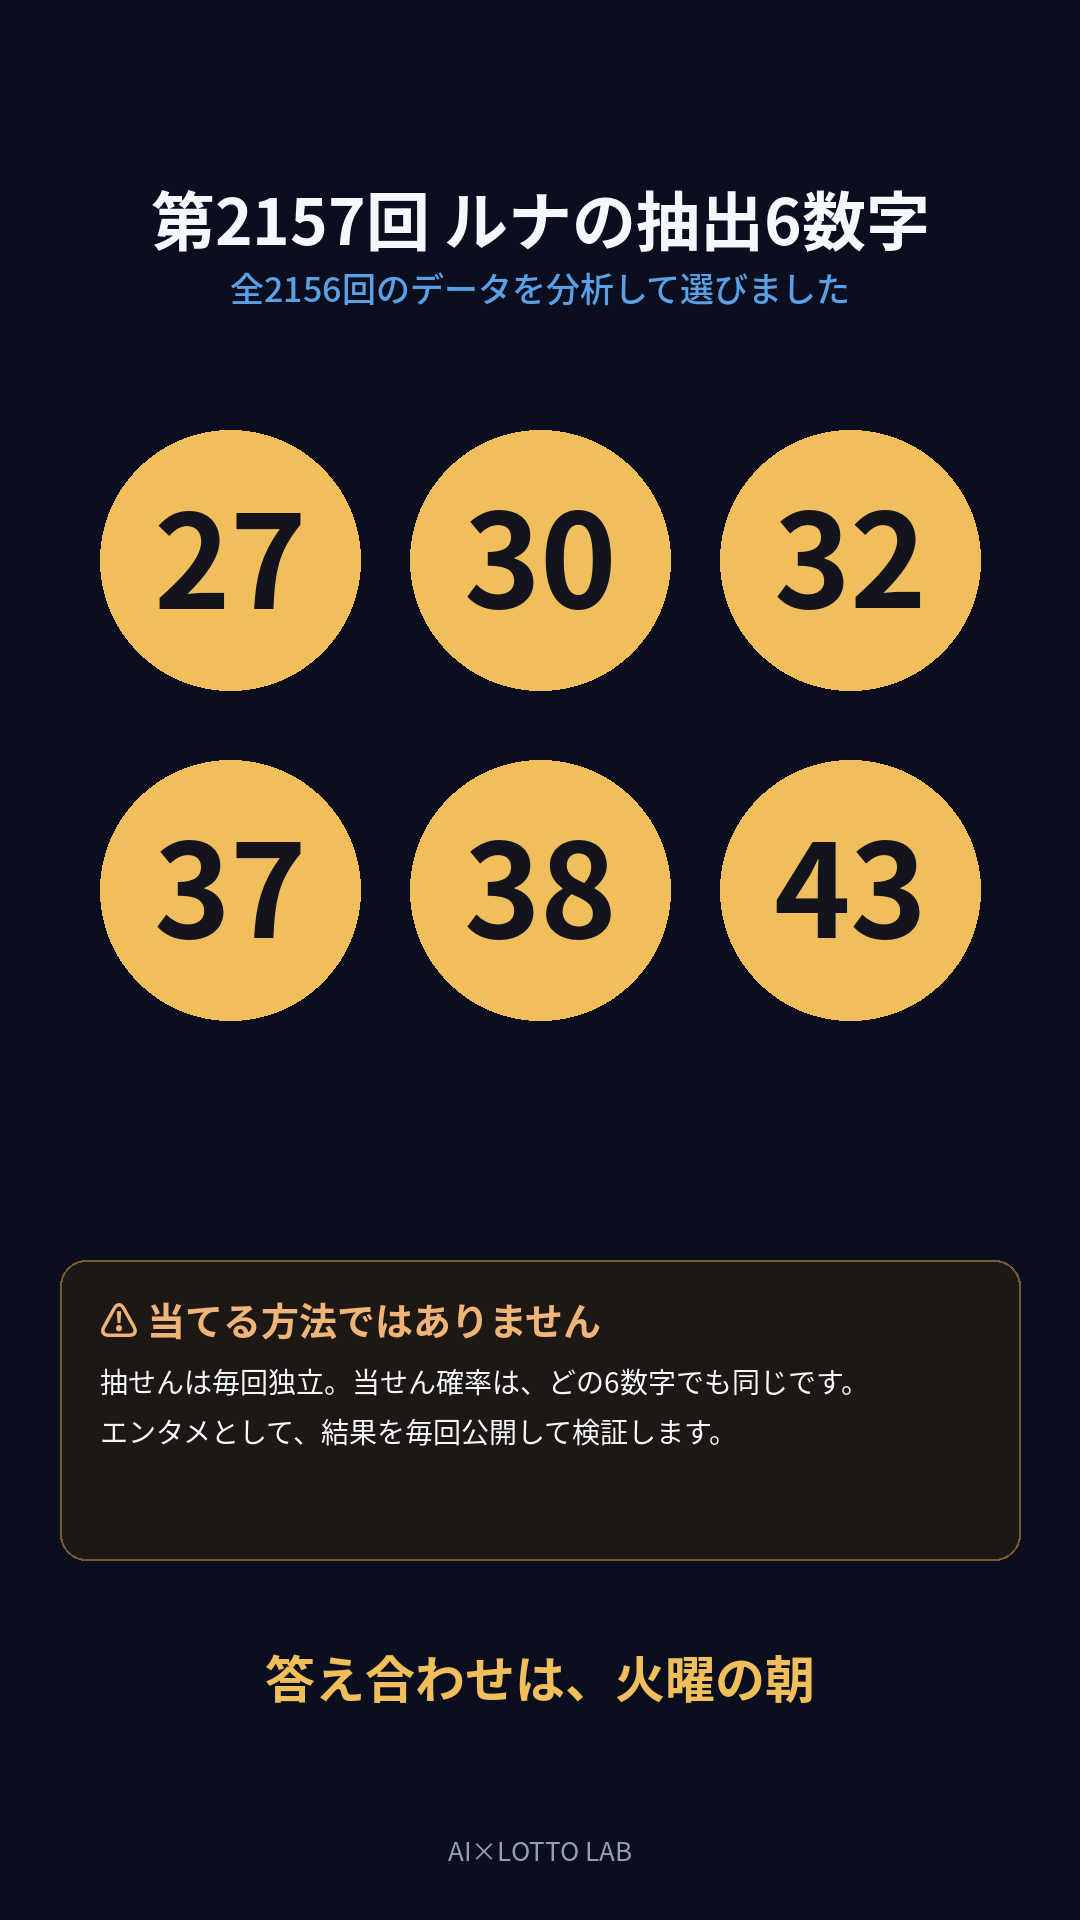 第2157回 ルナの抽出6数字
全2156回のデータを分析して選びました
27 30 32
37 38 43
⚠ 当てる方法ではありません
抽せんは毎回独立。当せん確率は、どの6数字でも同じです。
エンタメとして、結果を毎回公開して検証します。
答え合わせは、火曜の朝
AI×LOTTO LAB